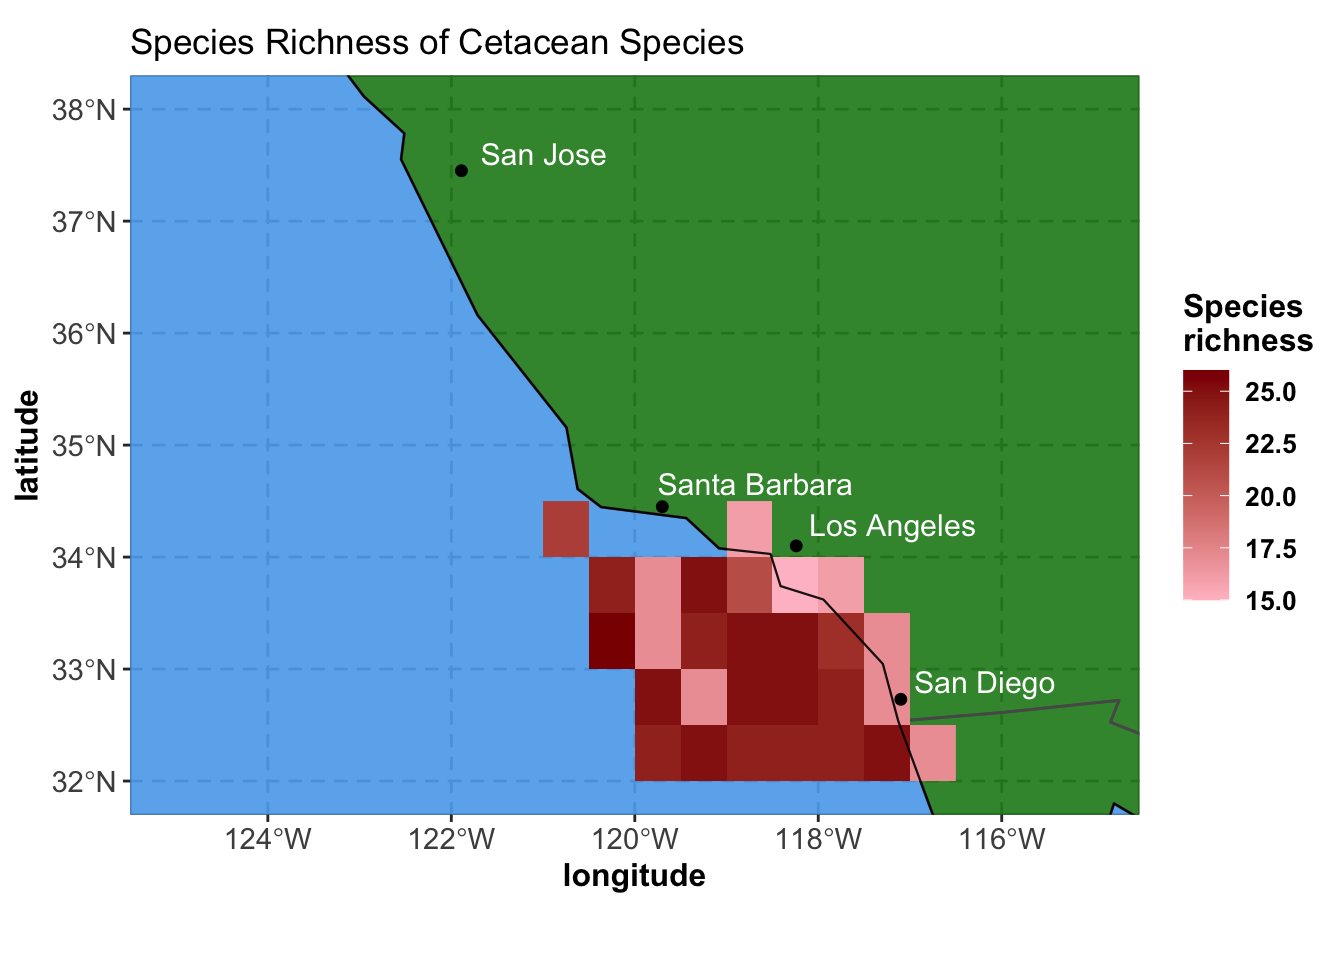 Species Richness of Cetacean Species
38°N
37°N
36°N
35°N
34°N
33°N
32°N
latitude
San Jose
Santa Barbara
Los Angeles
San Diego
124°W
122°W
120°W
118°W
116°W
longitude
Species
richness
25.0
22.5
20.0
17.5
15.0